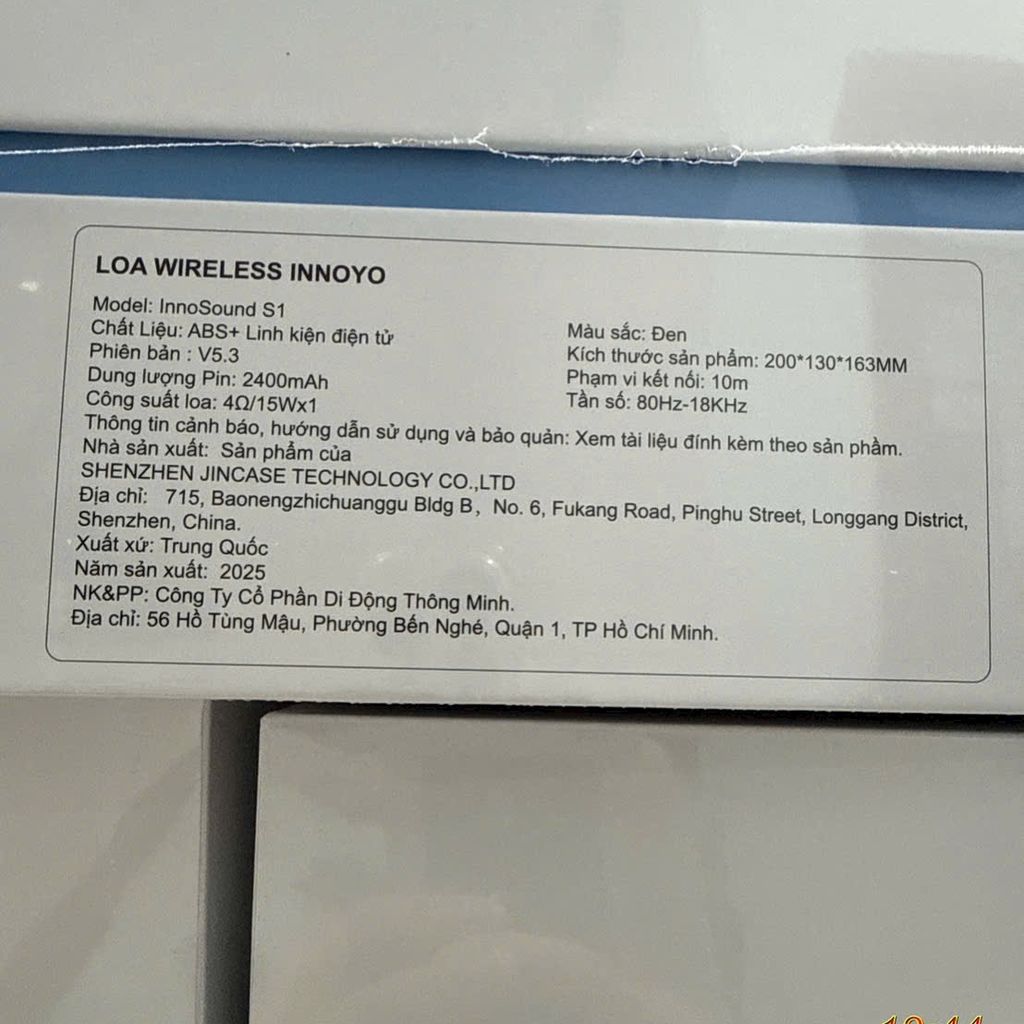 LOA WIRELESS INNOYO
Model: InnoSound S1
Chất Liệu: ABS+ Linh kiện điện tử
Phiên bản : V5.3
Dung lượng Pin: 2400mAh
Công suất loa: 4Ω/15Wx1
Màu sắc: Đen
Kích thước sản phẩm: 200*130*163MM
Phạm vi kết nối: 10m
Tần số: 80Hz-18KHz
Thông tin cảnh báo, hướng dẫn sử dụng và bảo quản: Xem tài liệu đính kèm theo sản phầm.
Nhà sản xuất: Sản phẩm của
SHENZHEN JINCASE TECHNOLOGY CO.,LTD
Địa chỉ: 715, Baonengzhichuanggu Bldg B, No. 6, Fukang Road, Pinghu Street, Longgang District,
Shenzhen, China.
Xuất xứ: Trung Quốc
Năm sản xuất: 2025
NK&PP: Công Ty Cổ Phần Di Động Thông Minh.
Địa chỉ: 56 Hồ Tùng Mậu, Phường Bến Nghé, Quận 1, TP Hồ Chí Minh.